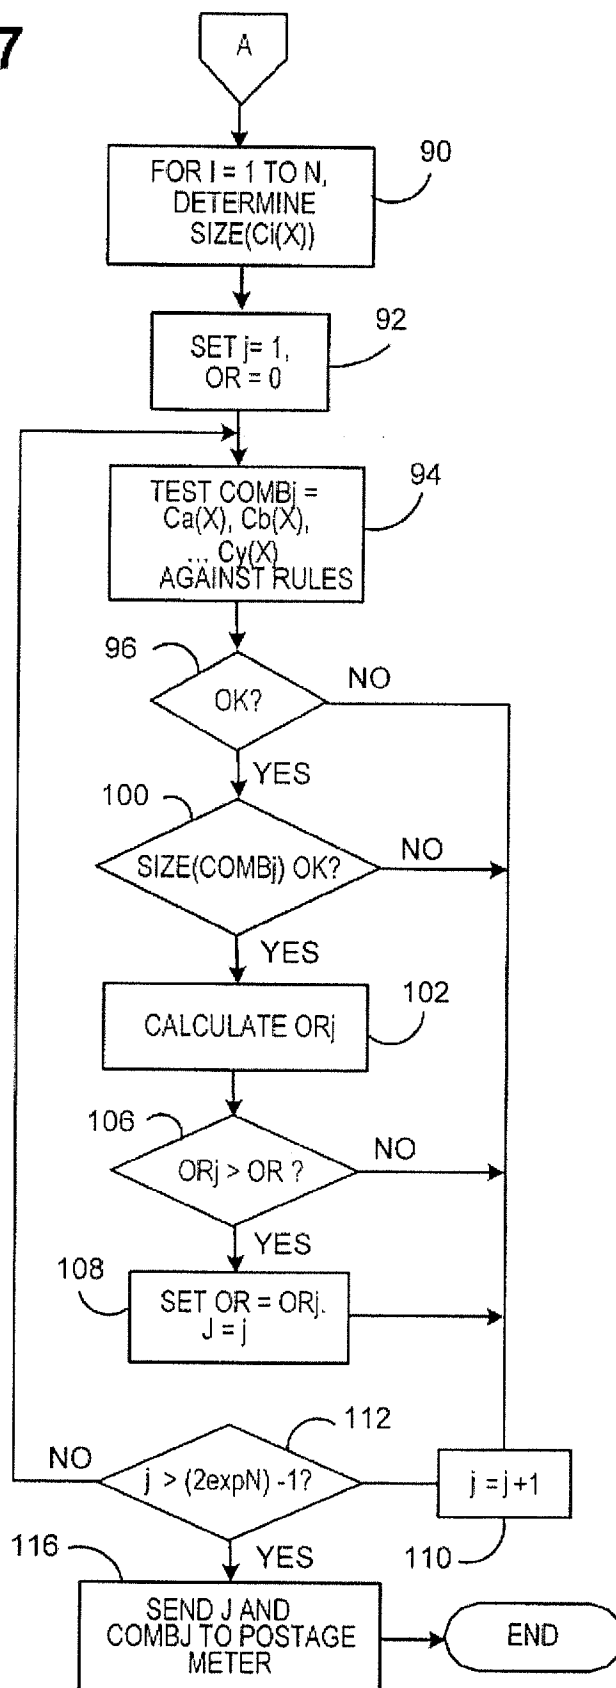 7
A
FOR I = 1 TO N,
DETERMINE
SIZE(Ci(X))
90
SET j= 1,
OR = 0
92
TEST COMBj =
Ca(X), Cb(X),
... Cy(X)
AGAINST RULES
94
96
OK?
NO
YES
100
SIZE(COMBj) OK?
NO
YES
CALCULATE ORj
102
106
ORj > OR ?
NO
YES
108
SET OR = ORj.
J = j
112
NO
j > (2expN) -1?
j =j+1
110
YES
116
SEND J AND
COMBJ TO POSTAGE
METER
END